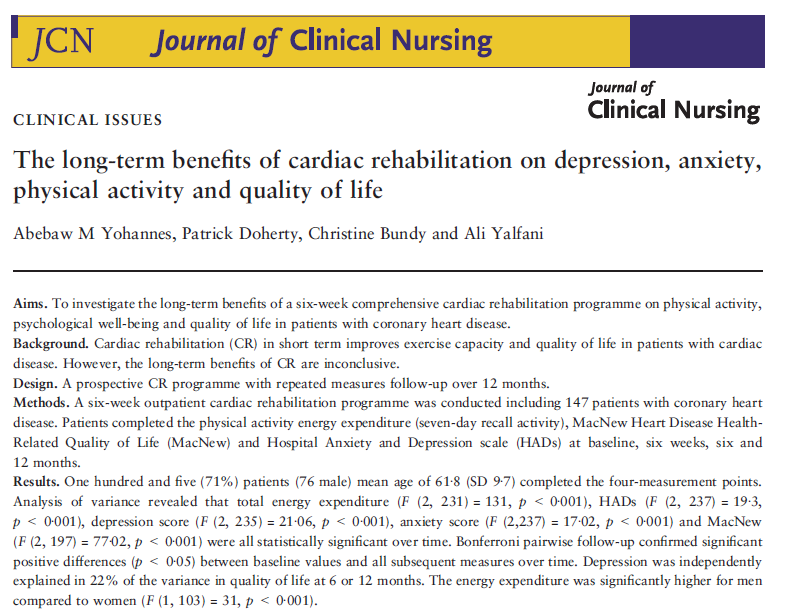 JCN Journal of Clinical Nursing
Journal of
Clinical Nursing
CLINICAL ISSUES
The long-term benefits of cardiac rehabilitation on depression, anxiety,
physical activity and quality of life
Abebaw M Yohannes, Patrick Doherty, Christine Bundy and Ali Yalfani
Aims. To investigate the long-term benefits of a six-week comprehensive cardiac rehabilitation programme on physical activity,
psychological well-being and quality of life in patients with coronary heart disease.
Background. Cardiac rehabilitation (CR) in short term improves exercise capacity and quality of life in patients with cardiac
disease. However, the long-term benefits of CR are inconclusive.
Design. A prospective CR programme with repeated measures follow-up over 12 months.
Methods. A six-week outpatient cardiac rehabilitation programme was conducted including 147 patients with coronary heart
disease. Patients completed the physical activity energy expenditure (seven-day recall activity), MacNew Heart Disease Health-
Related Quality of Life (MacNew) and Hospital Anxiety and Depression scale (HADs) at baseline, six weeks, six and
12 months.
Results. One hundred and five (71%) patients (76 male) mean age of 61·8 (SD 9·7) completed the four-measurement points.
Analysis of variance revealed that total energy expenditure (F (2, 231) = 131, p < 0·001), HADs (F (2, 237) = 19·3,
p < 0·001), depression score (F (2, 235) = 21·06, p < 0·001), anxiety score (F (2,237) = 17·02, p < 0·001) and MacNew
(F (2, 197) = 77·02, p < 0·001) were all statistically significant over time. Bonferroni pairwise follow-up confirmed significant
positive differences (p < 0·05) between baseline values and all subsequent measures over time. Depression was independently
explained in 22% of the variance in quality of life at 6 or 12 months. The energy expenditure was significantly higher for men
compared to women (F (1, 103) = 31, p < 0·001).